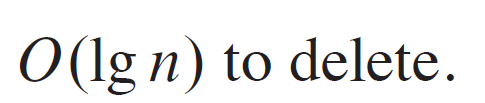 O(lg n) to delete.